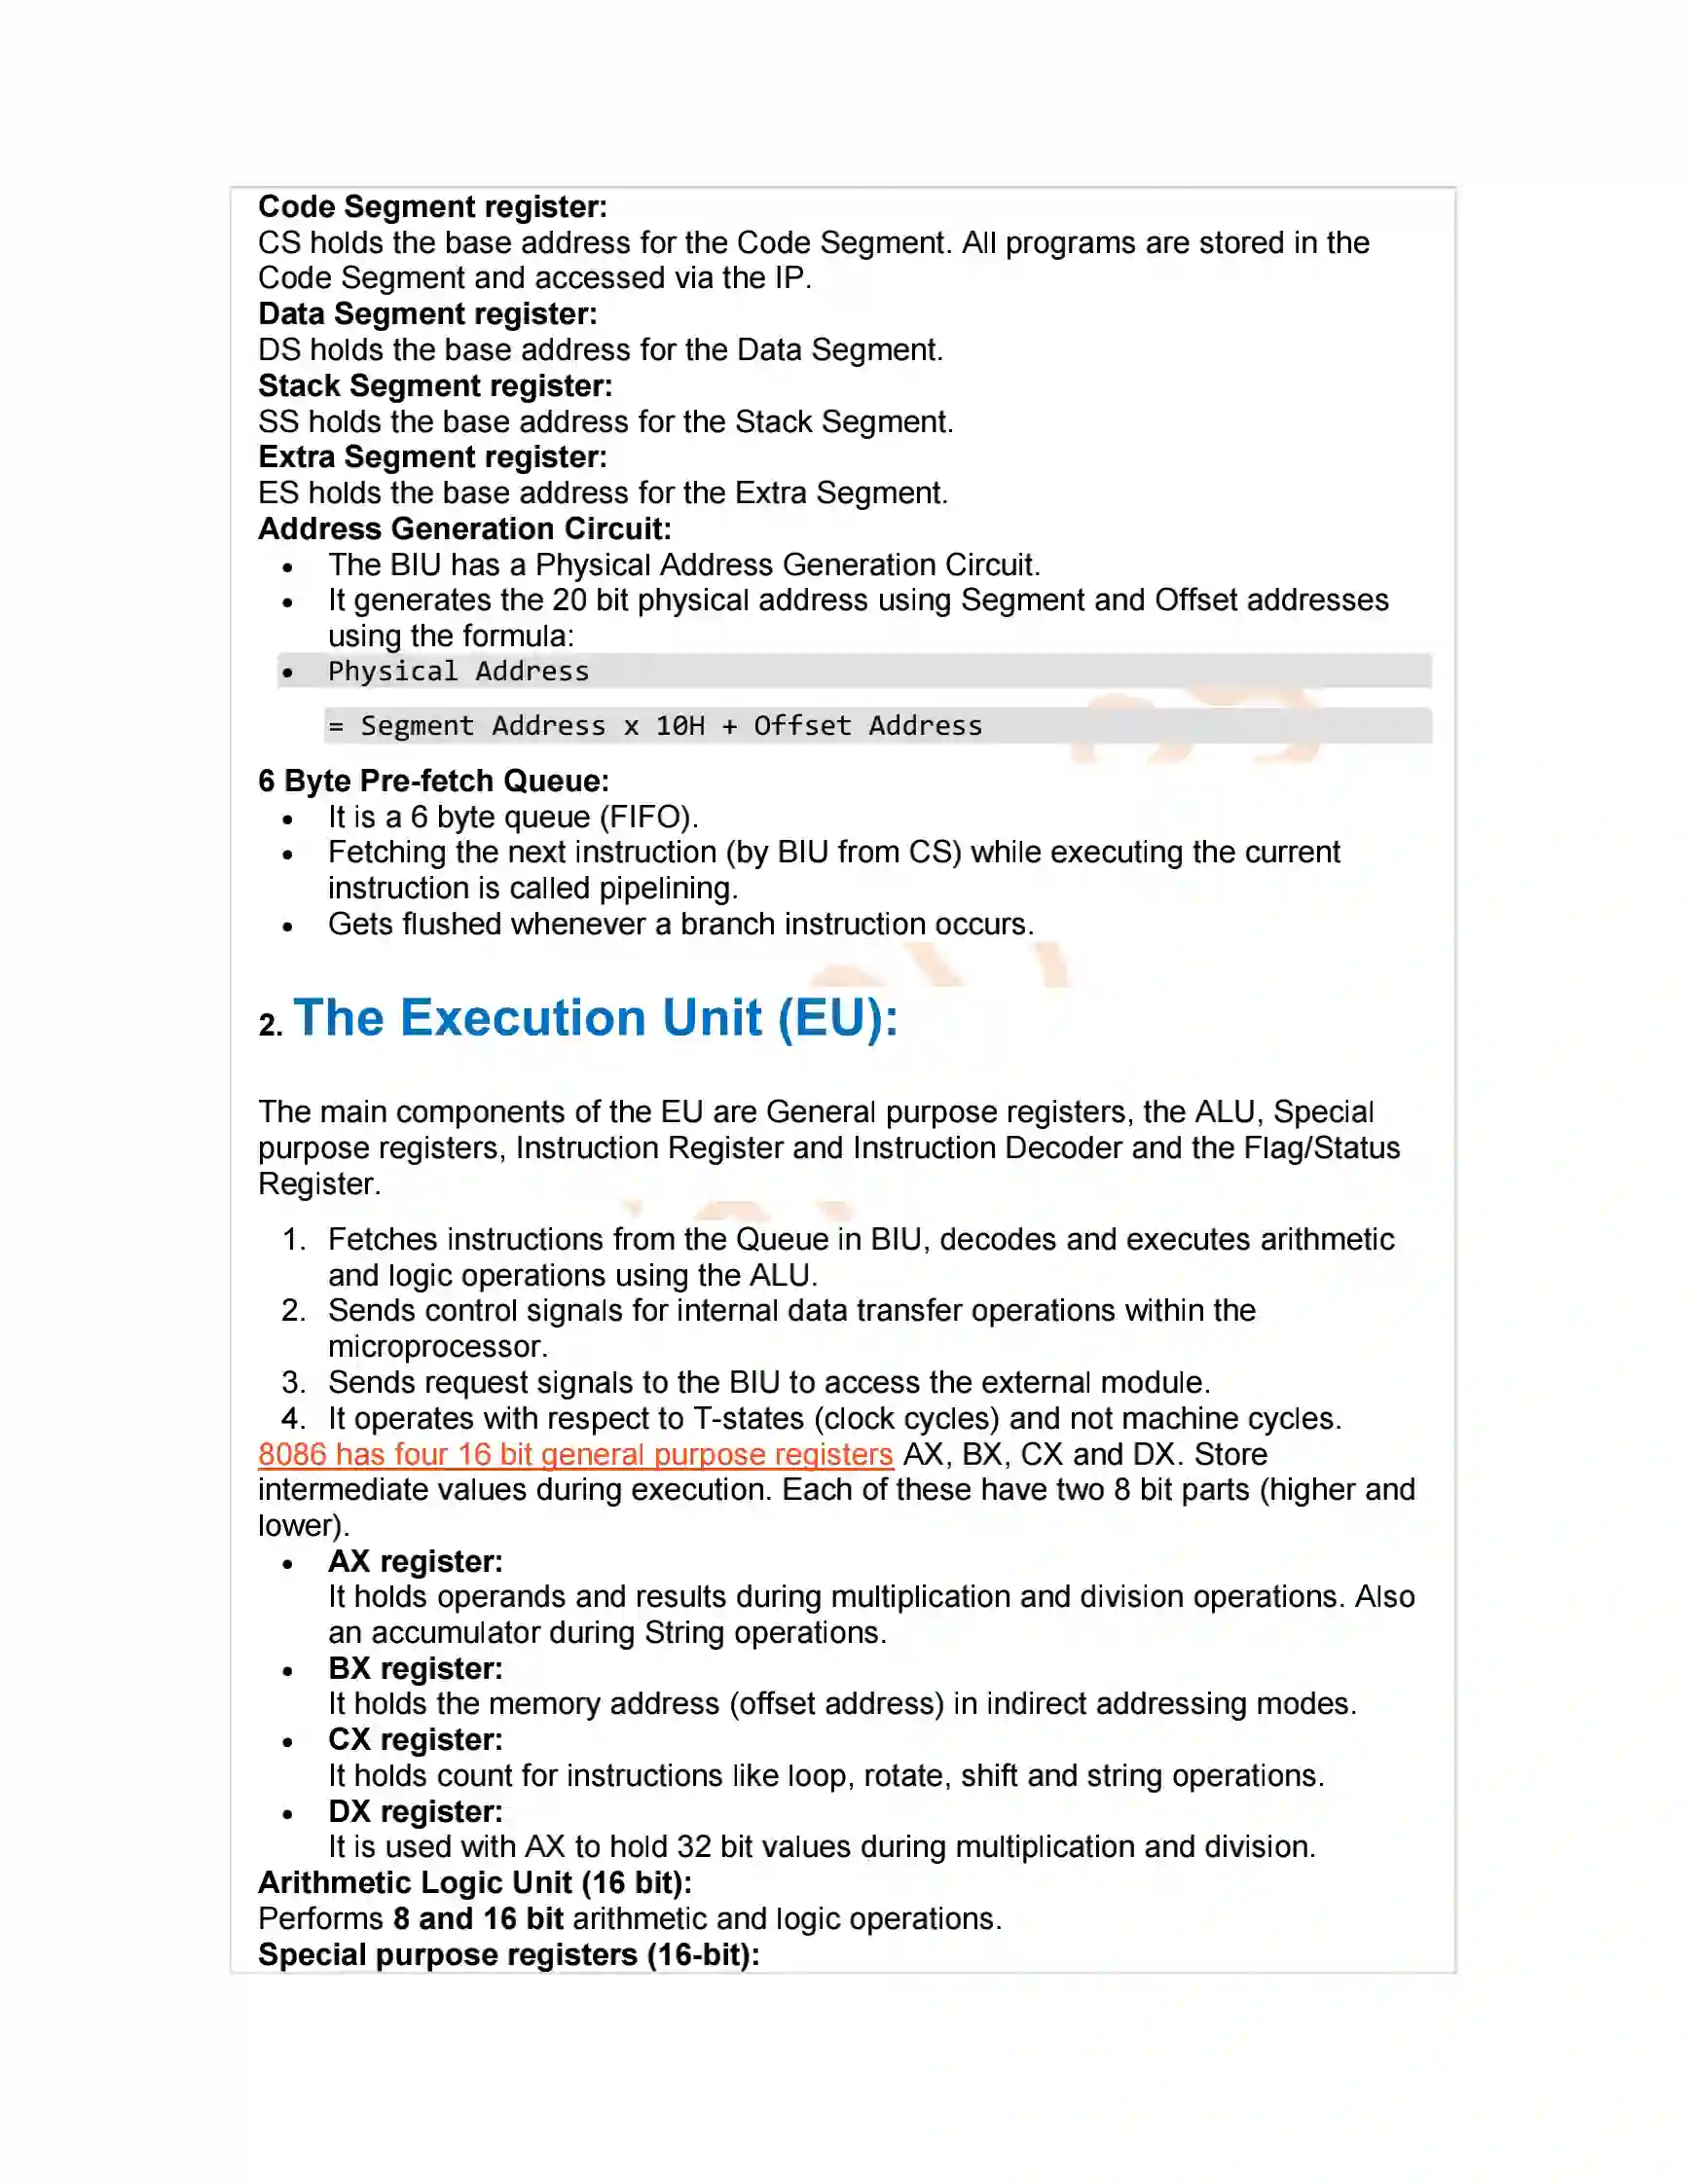 Code Segment register:
CS holds the base address for the Code Segment. All programs are stored in the
Code Segment and accessed via the IP.
Data Segment register:
DS holds the base address for the Data Segment.
Stack Segment register:
SS holds the base address for the Stack Segment.
Extra Segment register:
ES holds the base address for the Extra Segment.
Address Generation Circuit:
• The BIU has a Physical Address Generation Circuit.
• It generates the 20 bit physical address using Segment and Offset addresses
using the formula:
• Physical Address
= Segment Address x 10H + Offset Address
6 Byte Pre-fetch Queue:
• It is a 6 byte queue (FIFO).
• Fetching the next instruction (by BIU from CS) while executing the current
instruction is called pipelining.
• Gets flushed whenever a branch instruction occurs.
2. The Execution Unit (EU):
The main components of the EU are General purpose registers, the ALU, Special
purpose registers, Instruction Register and Instruction Decoder and the Flag/Status
Register.
1. Fetches instructions from the Queue in BIU, decodes and executes arithmetic
and logic operations using the ALU.
2. Sends control signals for internal data transfer operations within the
microprocessor.
3. Sends request signals to the BIU to access the external module.
4. It operates with respect to T-states (clock cycles) and not machine cycles.
8086 has four 16 bit general purpose registers AX, BX, CX and DX. Store
intermediate values during execution. Each of these have two 8 bit parts (higher and
lower).
• AX register:
It holds operands and results during multiplication and division operations. Also
an accumulator during String operations.
• BX register:
It holds the memory address (offset address) in indirect addressing modes.
• CX register:
It holds count for instructions like loop, rotate, shift and string operations.
• DX register:
It is used with AX to hold 32 bit values during multiplication and division.
Arithmetic Logic Unit (16 bit):
Performs 8 and 16 bit arithmetic and logic operations.
Special purpose registers (16-bit):